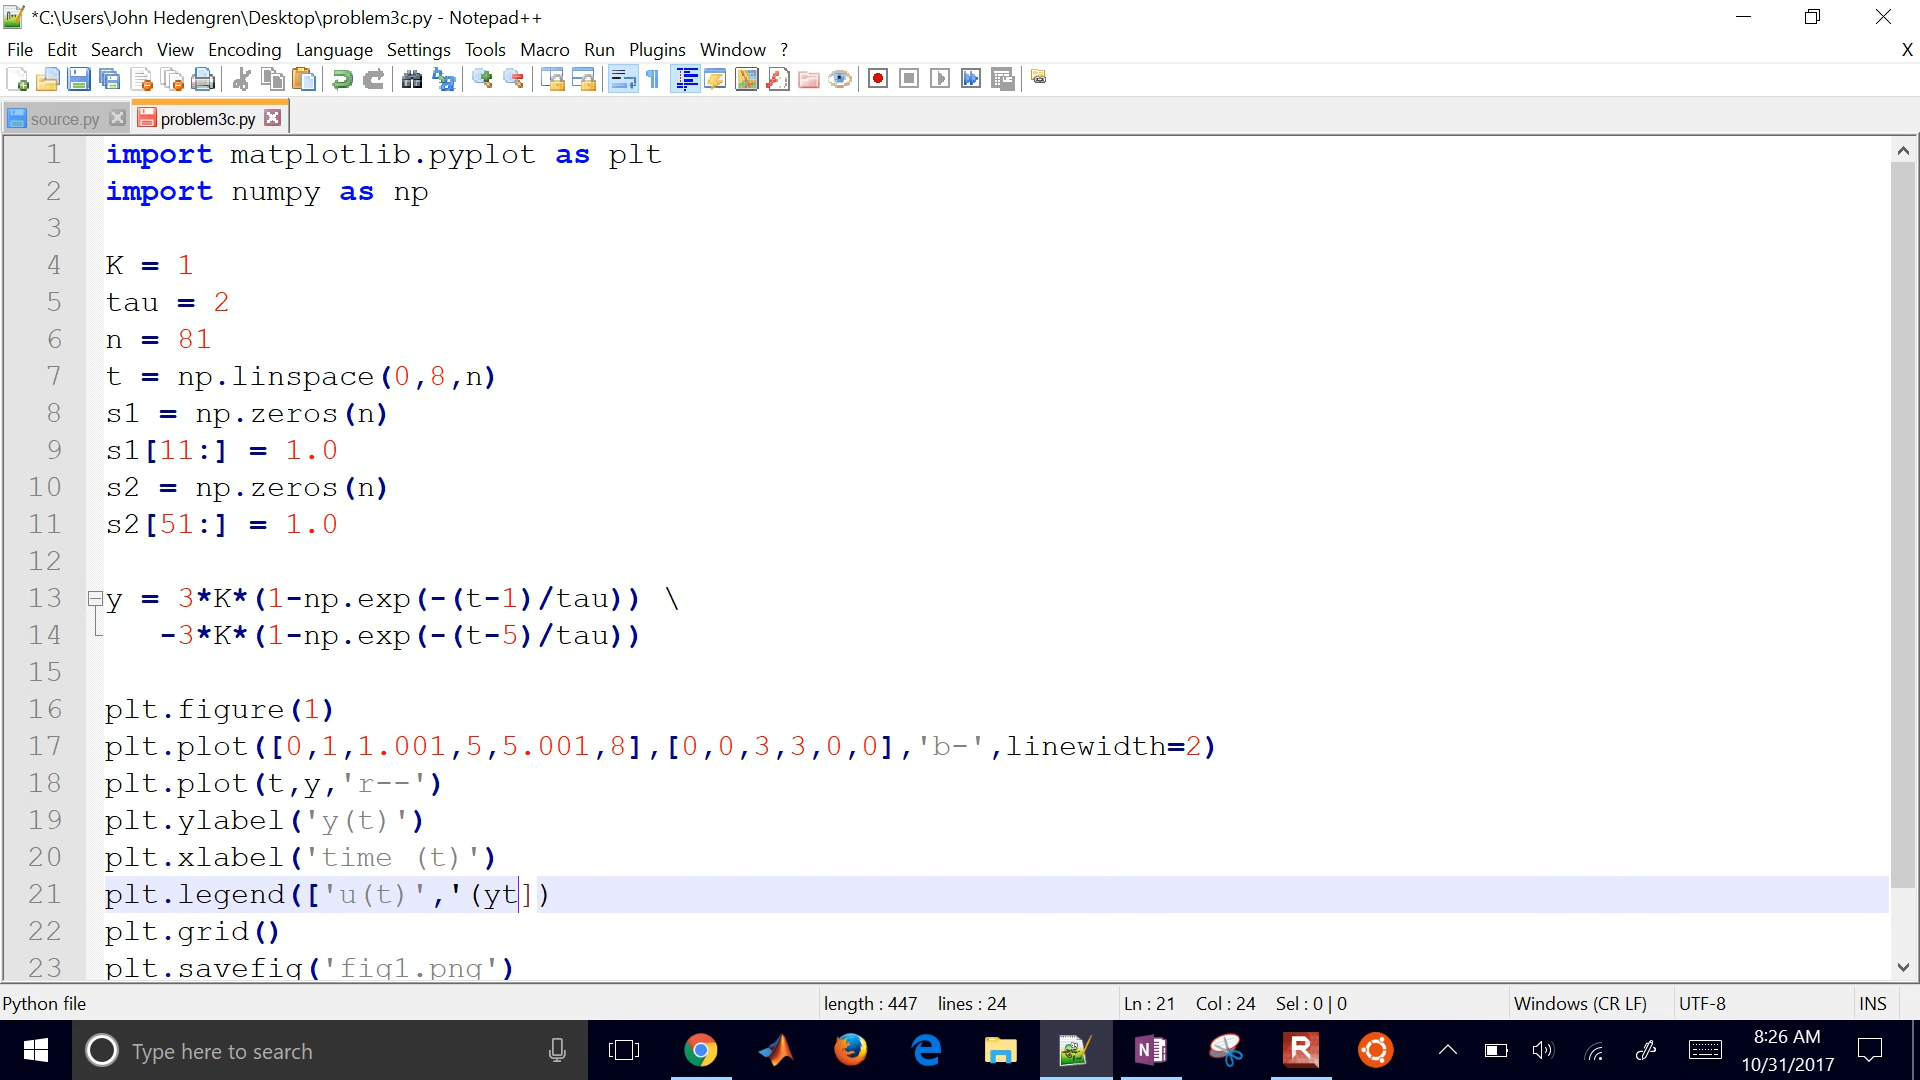 *C:\Users\John Hedengren\Desktop\problem3c.py - Notepad++
File Edit Search View Encoding Language Settings Tools Macro Run Plugins Window ? X
source.py problem3c.py
1 import matplotlib.pyplot as plt
2 import numpy as np
3
4 K = 1
5 tau = 2
6 n = 81
7 t = np.linspace(0,8,n)
8 s1 = np.zeros(n)
9 s1[11:] = 1.0
10 s2 = np.zeros(n)
11 s2[51:] = 1.0
12
13 y = 3*K*(1-np.exp(-(t-1)/tau)) \
14 -3*K*(1-np.exp(-(t-5)/tau))
15
16 plt.figure(1)
17 plt.plot([0,1,1.001,5,5.001,8],[0,0,3,3,0,0],'b-',linewidth=2)
18 plt.plot(t,y,'r--')
19 plt.ylabel('y(t)')
20 plt.xlabel('time (t)')
21 plt.legend(['u(t)','(yt])
22 plt.grid()
23 plt.savefig('fig1.png')
Python file length : 447 lines : 24 Ln : 21 Col : 24 Sel : 0 | 0 Windows (CR LF) UTF-8 INS
Type here to search
8:26 AM
10/31/2017